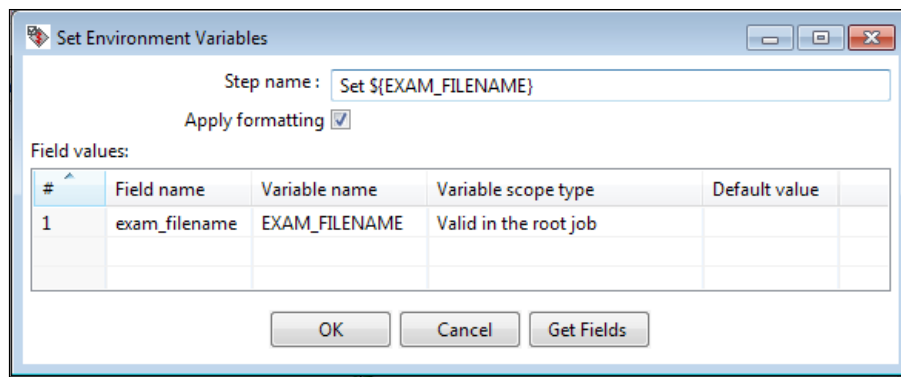 Set Environment Variables
Step name : Set ${EXAM_FILENAME}
Apply formatting
Field values:
# Field name Variable name Variable scope type Default value
1 exam_filename EXAM_FILENAME Valid in the root job
OK Cancel Get Fields